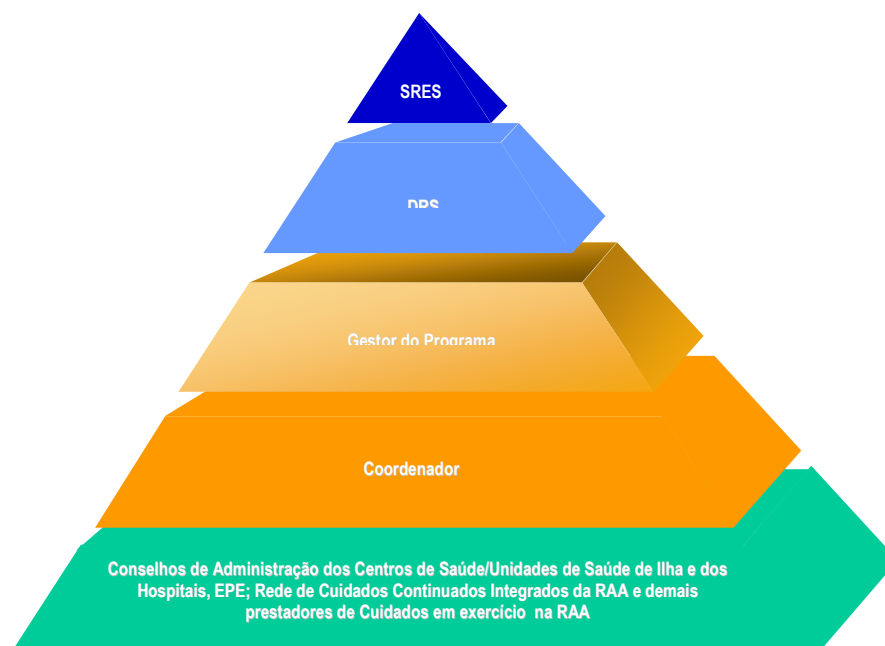 SRES
DRS
Gestor do Programa
Coordenador
Conselhos de Administração dos Centros de Saúde/Unidades de Saúde de Ilha e dos
Hospitais, EPE; Rede de Cuidados Continuados Integrados da RAA e demais
prestadores de Cuidados em exercício na RAA